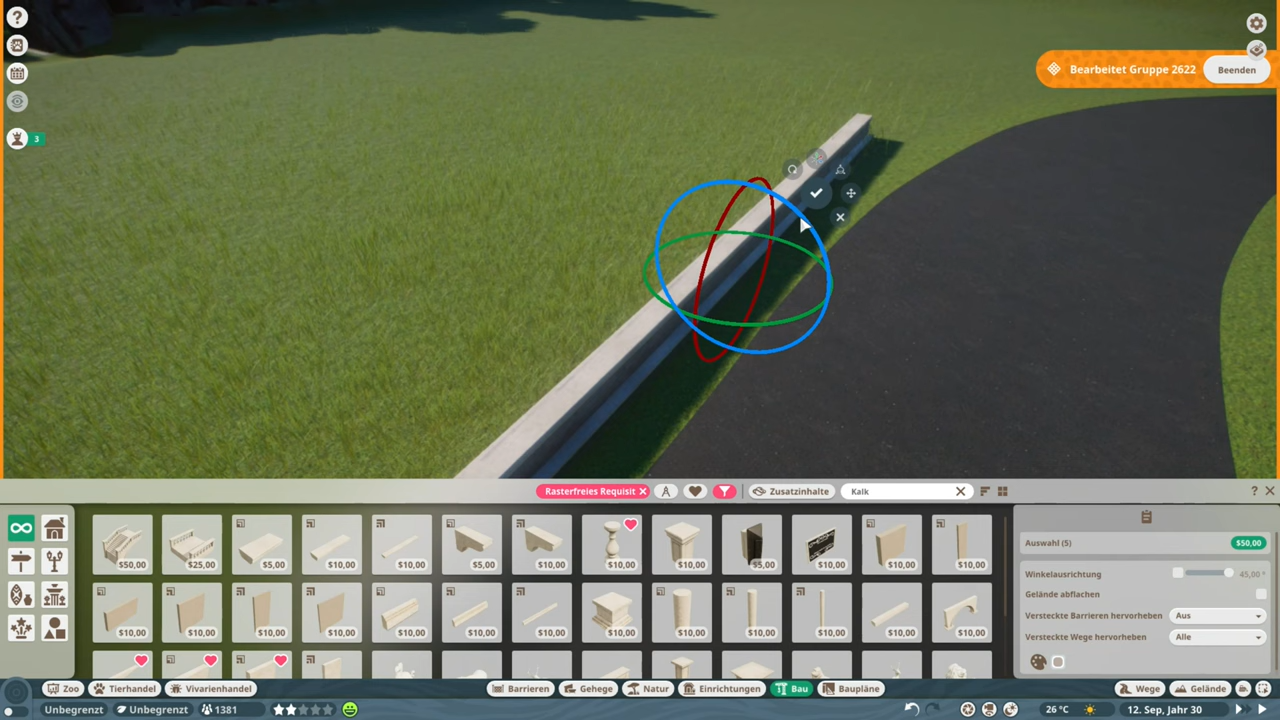 ?
Bearbeitet Gruppe 2622
Beenden
3
Rasterfreies Requisit ×
Zusatzinhalte
Kalk
?
$50,00 $25,00 $5,00 $10,00 $10,00 $5,00 $10,00 $10,00 $10,00 $5,00 $10,00 $10,00 $10,00
$10,00 $10,00 $10,00 $10,00 $10,00 $10,00 $10,00 $10,00 $10,00 $10,00 $10,00 $10,00 $10,00
Auswahl (5) $50,00
Winkelausrichtung 45,00 °
Gelände abflachen
Versteckte Barrieren hervorheben Aus
Versteckte Wege hervorheben Alle
Zoo Tierhandel Vivarienhandel Barrieren Gehege Natur Einrichtungen Bau Baupläne Wege Gelände
Unbegrenzt Unbegrenzt 1381 26 °C 12. Sep, Jahr 30